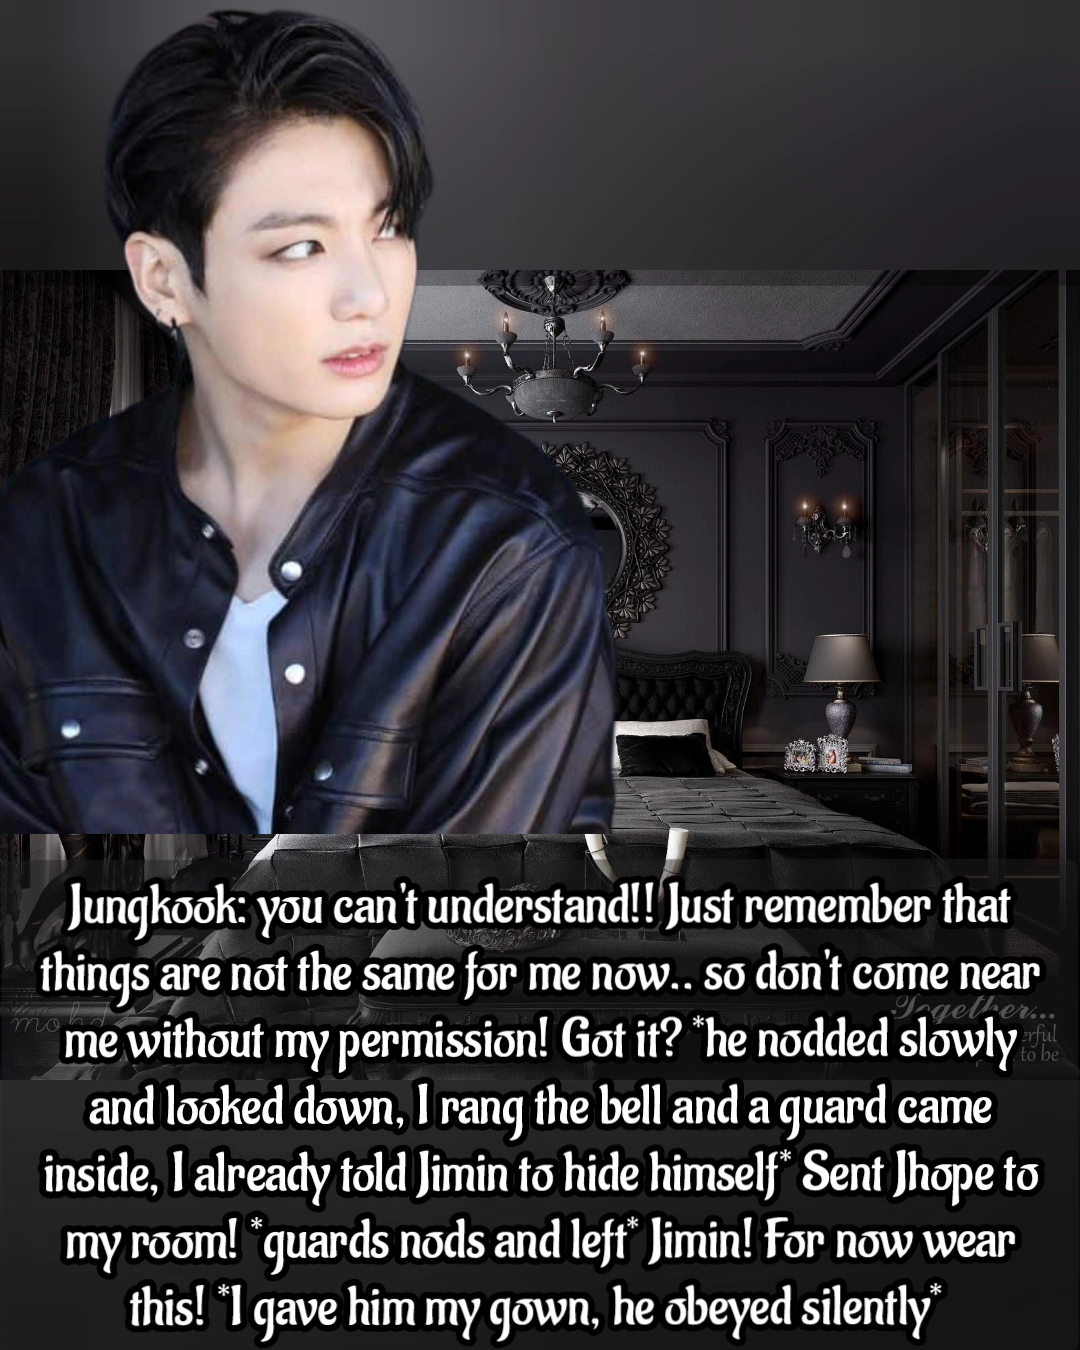 Jungkook: you can't understand!! Just remember that
things are not the same for me now.. so don't come near
me without my permission! Got it? *he nodded slowly
and looked down, I rang the bell and a guard came
inside, I already told Jimin to hide himself* Sent Jhope to
my room! *guards nods and left* Jimin! For now wear
this! *I gave him my gown, he obeyed silently*
Together...
to be